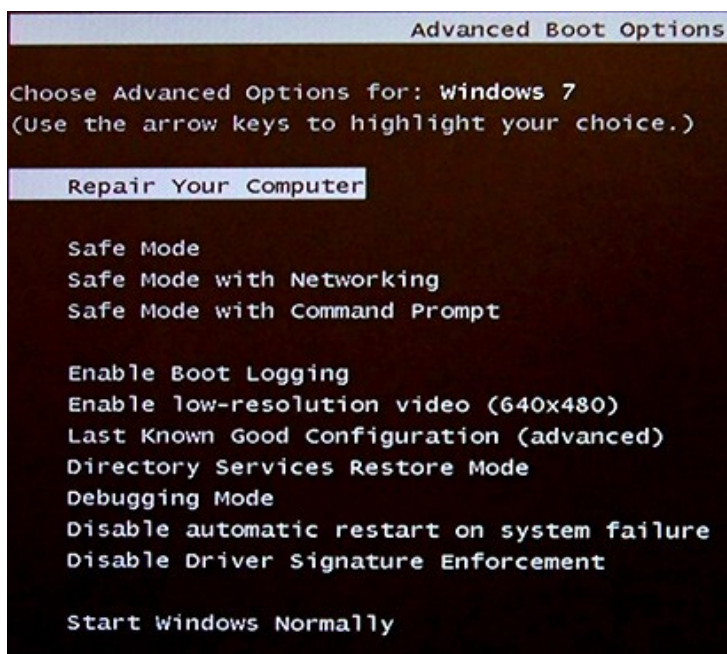 Advanced Boot Options
Choose Advanced Options for: Windows 7
(Use the arrow keys to highlight your choice.)
Repair Your Computer
Safe Mode
Safe Mode with Networking
Safe Mode with Command Prompt
Enable Boot Logging
Enable low-resolution video (640x480)
Last Known Good Configuration (advanced)
Directory Services Restore Mode
Debugging Mode
Disable automatic restart on system failure
Disable Driver Signature Enforcement
Start Windows Normally